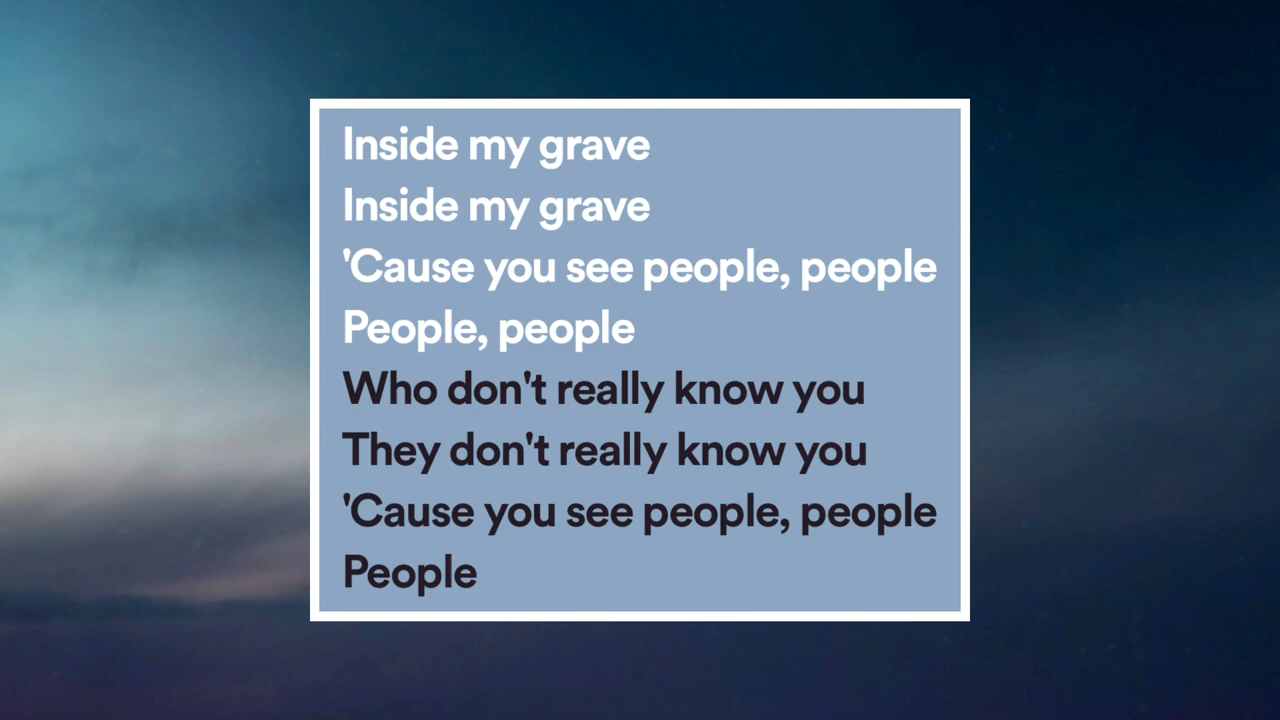 Inside my grave
Inside my grave
'Cause you see people, people
People, people
Who don't really know you
They don't really know you
'Cause you see people, people
People